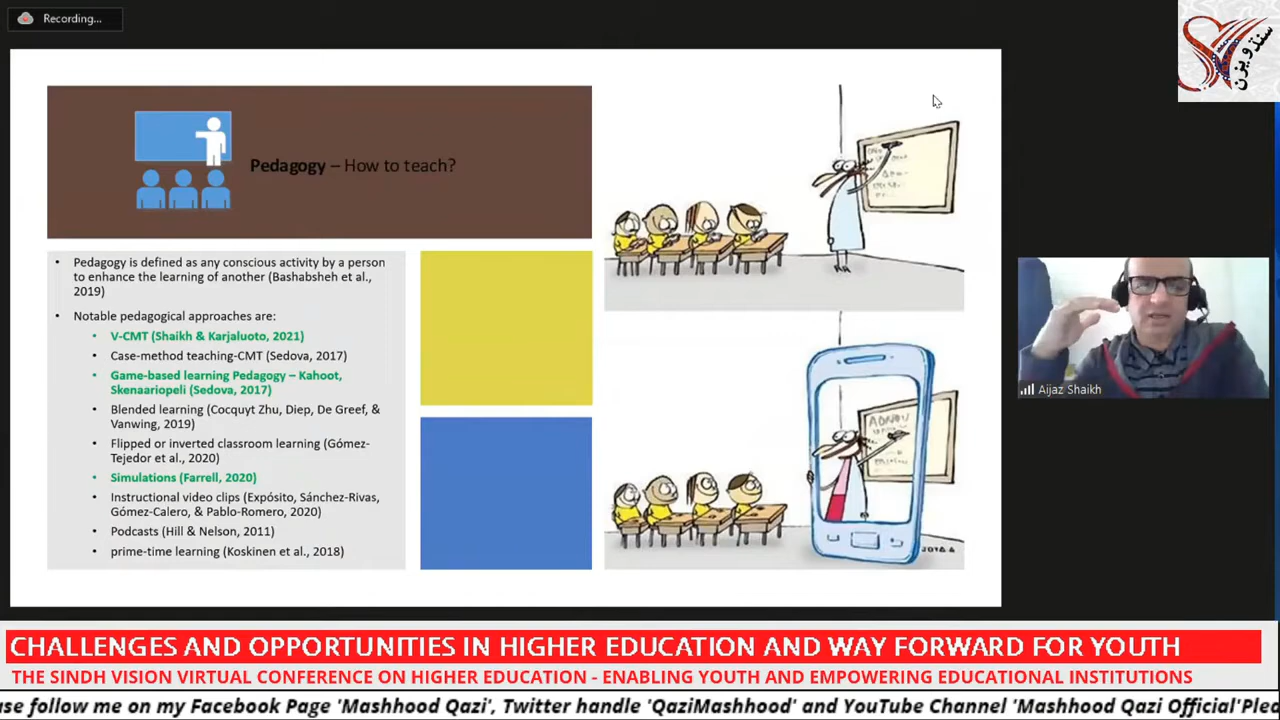 Recording...
سنڌ ويزن
Pedagogy – How to teach?
• Pedagogy is defined as any conscious activity by a person
to enhance the learning of another (Bashabsheh et al.,
2019)
• Notable pedagogical approaches are:
• V-CMT (Shaikh & Karjaluoto, 2021)
• Case-method teaching-CMT (Sedova, 2017)
• Game-based learning Pedagogy – Kahoot,
Skenaariopeli (Sedova, 2017)
• Blended learning (Cocquyt Zhu, Diep, De Greef, &
Vanwing, 2019)
• Flipped or inverted classroom learning (Gómez-
Tejedor et al., 2020)
• Simulations (Farrell, 2020)
• Instructional video clips (Expósito, Sánchez-Rivas,
Gómez-Calero, & Pablo-Romero, 2020)
• Podcasts (Hill & Nelson, 2011)
• prime-time learning (Koskinen et al., 2018)
Aijaz Shaikh
CHALLENGES AND OPPORTUNITIES IN HIGHER EDUCATION AND WAY FORWARD FOR YOUTH
THE SINDH VISION VIRTUAL CONFERENCE ON HIGHER EDUCATION - ENABLING YOUTH AND EMPOWERING EDUCATIONAL INSTITUTIONS
ase follow me on my Facebook Page 'Mashhood Qazi', Twitter handle 'QaziMashhood' and YouTube Channel 'Mashhood Qazi Official'Plea